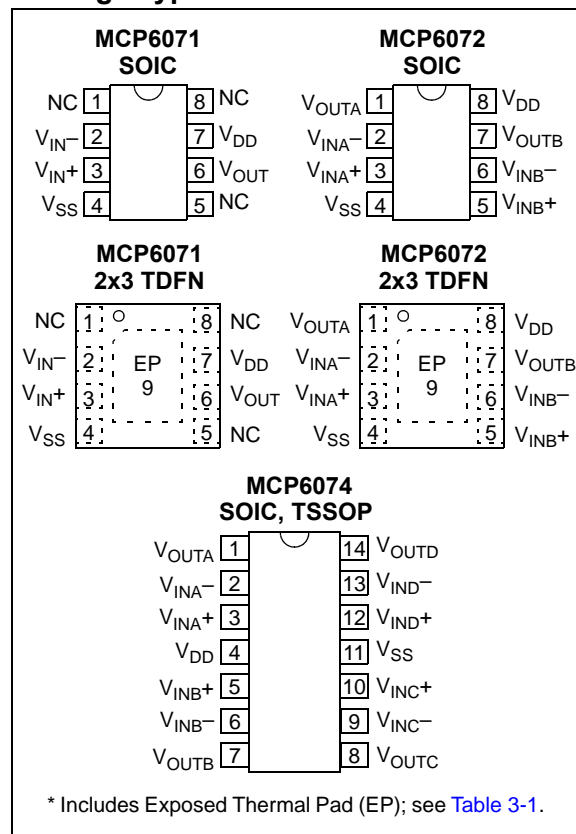 MCP6071
SOIC
NC 1 8 NC
VIN– 2 7 VDD
VIN+ 3 6 VOUT
VSS 4 5 NC
MCP6072
SOIC
VOUTA 1 8 VDD
VINA– 2 7 VOUTB
VINA+ 3 6 VINB–
VSS 4 5 VINB+
MCP6071
2x3 TDFN
NC 1 8 NC
VIN– 2 EP 7 VDD
VIN+ 3 9 6 VOUT
VSS 4 5 NC
MCP6072
2x3 TDFN
VOUTA 1 8 VDD
VINA– 2 EP 7 VOUTB
VINA+ 3 9 6 VINB–
VSS 4 5 VINB+
MCP6074
SOIC, TSSOP
VOUTA 1 14 VOUTD
VINA– 2 13 VIND–
VINA+ 3 12 VIND+
VDD 4 11 VSS
VINB+ 5 10 VINC+
VINB– 6 9 VINC–
VOUTB 7 8 VOUTC
* Includes Exposed Thermal Pad (EP); see Table 3-1.